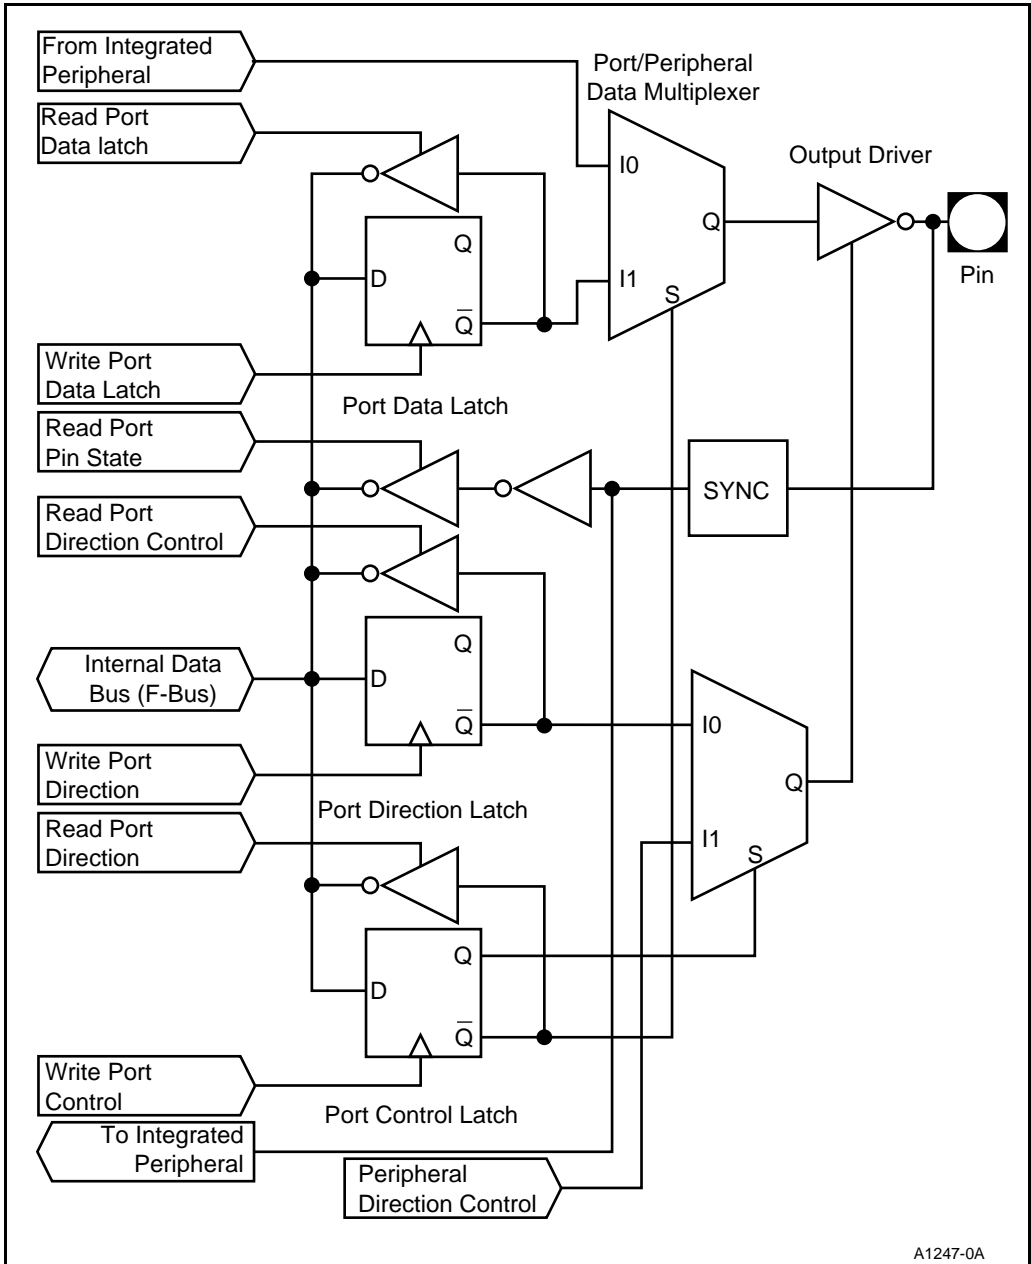 From Integrated
Peripheral
Port/Peripheral
Data Multiplexer
Read Port
Data latch
Output Driver
I0
Q
Q
D
I1
S
Q̅
Pin
Write Port
Data Latch
Port Data Latch
Read Port
Pin State
SYNC
Read Port
Direction Control
Q
Internal Data
Bus (F-Bus)
D
Q̅
I0
Write Port
Direction
Q
Port Direction Latch
Read Port
Direction
I1
S
Q
D
Q̅
Write Port
Control
Port Control Latch
To Integrated
Peripheral
Peripheral
Direction Control
A1247-0A